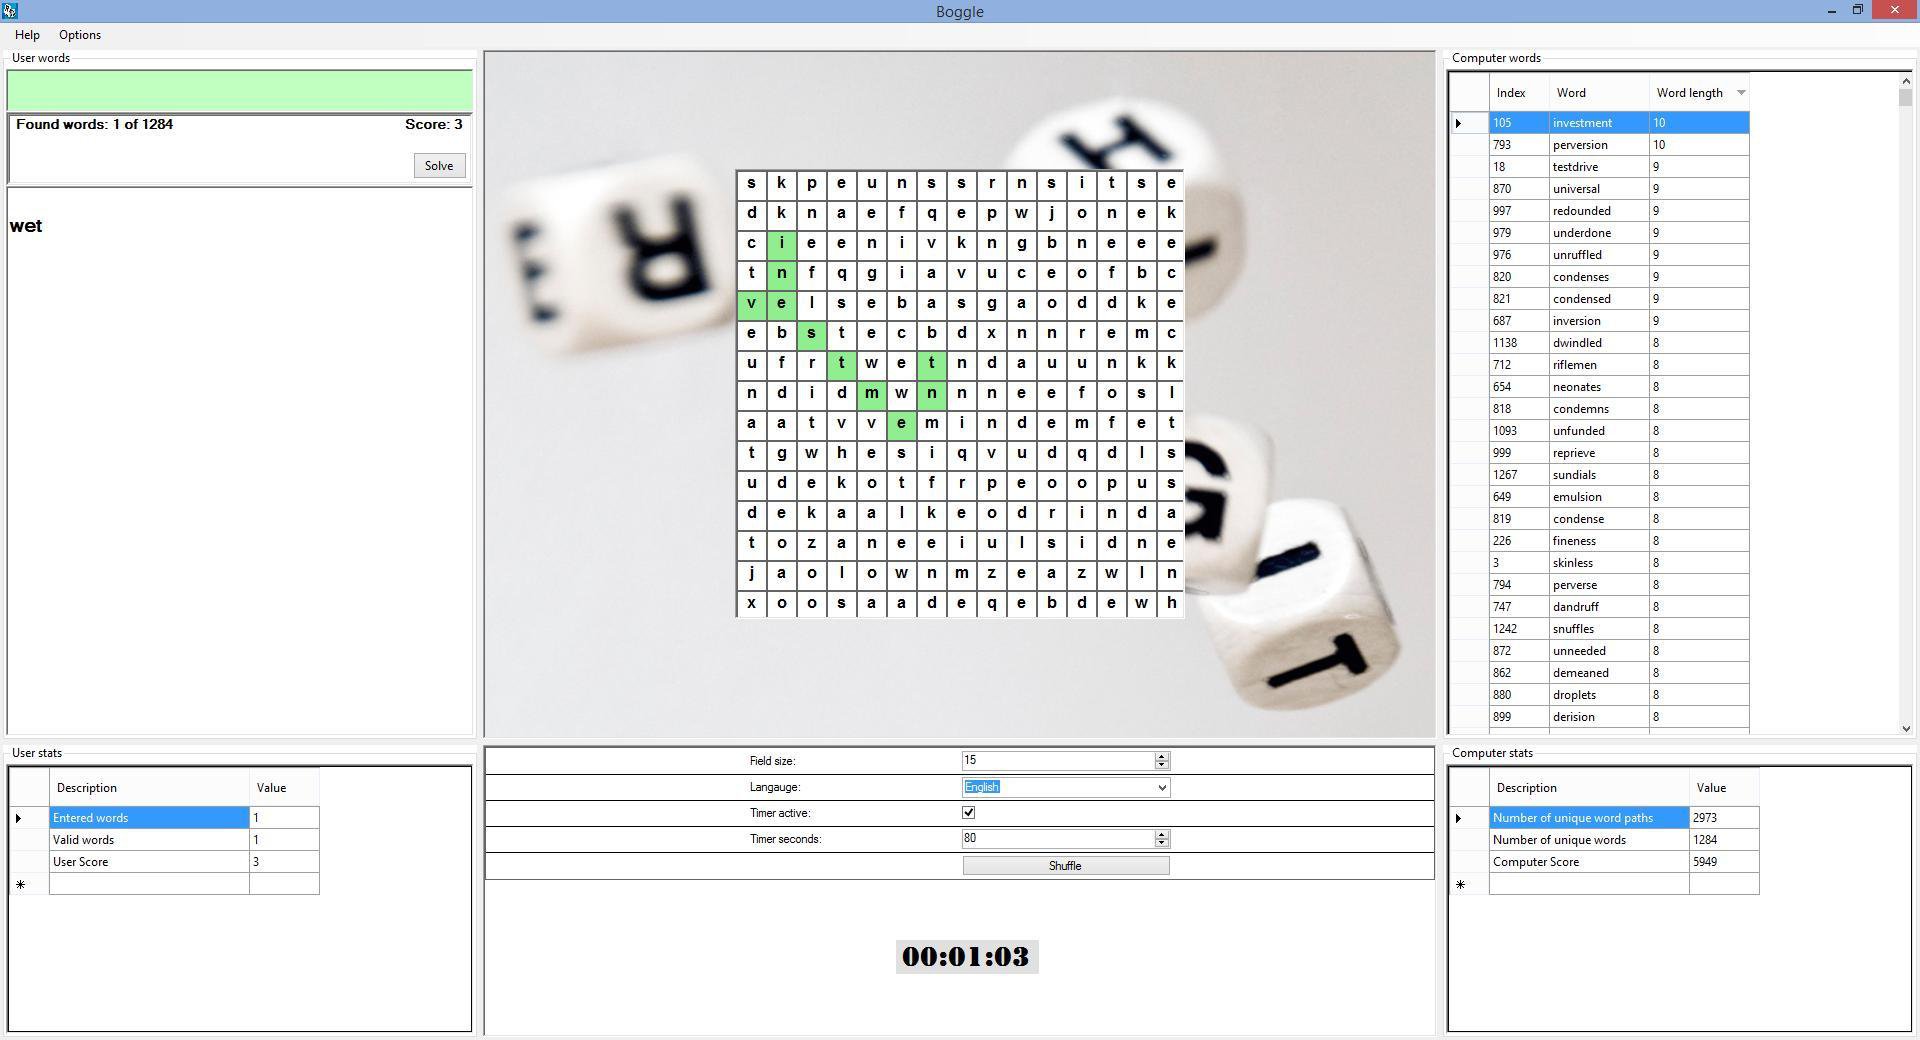 Boggle
Help Options
User words
Found words: 1 of 1284 Score: 3
Solve
wet
s k p e u n s s r n s i t s e
d k n a e f q e p w j o n e k
c i e e n i v k n g b n e e e
t n f q g i a v u c e o f b c
v e l s e b a s g a o d d k e
e b s t e c b d x n n r e m c
u f r t w e t n d a u u n k k
n d i d m w n n n e e f o s l
a a t v v e m i n d e m f e t
t g w h e s i q v u d q d l s
u d e k o t f r p e o o p u s
d e k a a l k e o d r i n d a
t o z a n e e i u l s i d n e
j a o l o w n m z e a z w l n
x o o s a a d e q e b d e w h
H
R
G
I
T
Computer words
Index Word Word length
105 investment 10
793 perversion 10
18 testdrive 9
870 universal 9
997 redounded 9
979 underdone 9
976 unruffled 9
820 condenses 9
821 condensed 9
687 inversion 9
1138 dwindled 8
712 riflemen 8
654 neonates 8
818 condemns 8
1093 unfunded 8
999 reprieve 8
1267 sundials 8
649 emulsion 8
819 condense 8
226 fineness 8
3 skinless 8
794 perverse 8
747 dandruff 8
1242 snuffles 8
872 unneeded 8
862 demeaned 8
880 droplets 8
899 derision 8
User stats
Description Value
Entered words 1
Valid words 1
User Score 3
Field size: 15
Langauge: English
Timer active:
Timer seconds: 80
Shuffle
00:01:03
Computer stats
Description Value
Number of unique word paths 2973
Number of unique words 1284
Computer Score 5949